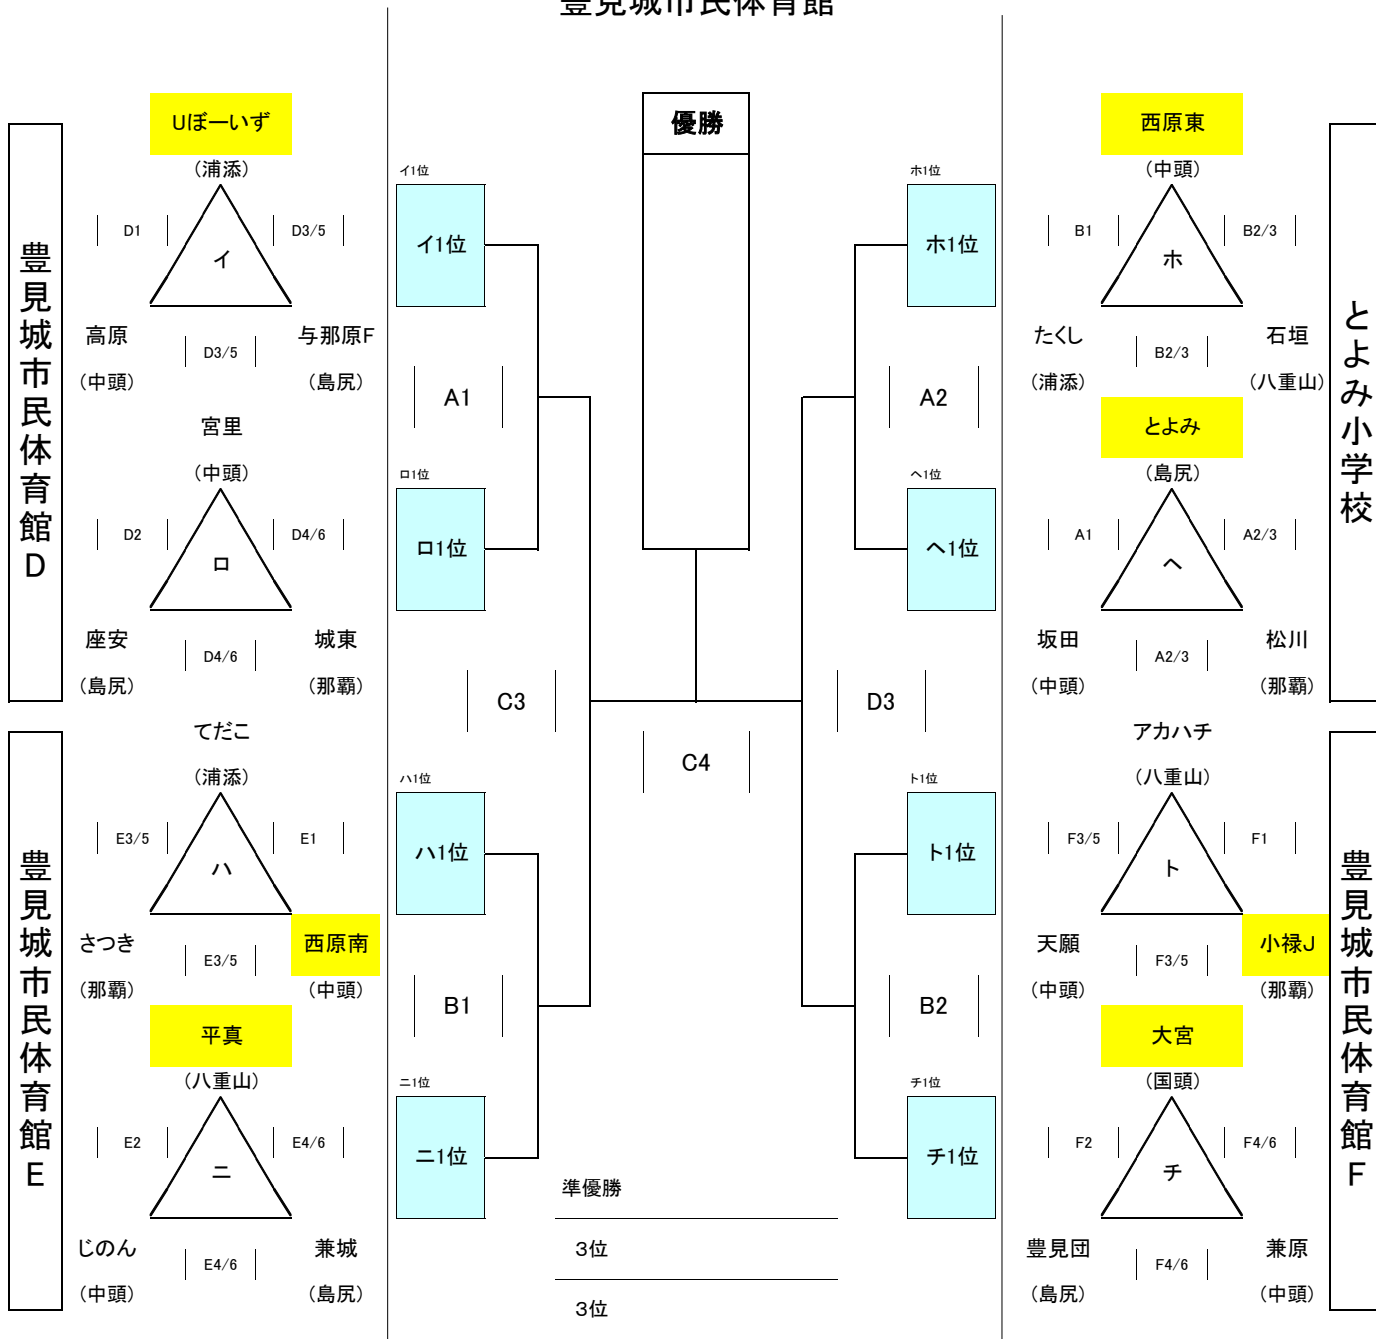 豊見城市民体育館
豊見城市民体育館D
Uぼーいず
(浦添)
D1
D3/5
イ
高原
(中頭)
D3/5
与那原F
(島尻)
宮里
(中頭)
D2
D4/6
ロ
座安
(島尻)
D4/6
城東
(那覇)
豊見城市民体育館E
てだこ
(浦添)
E3/5
E1
ハ
さつき
(那覇)
E3/5
西原南
(中頭)
平真
(八重山)
E2
E4/6
ニ
じのん
(中頭)
E4/6
兼城
(島尻)
優勝
イ1位
イ1位
A1
ロ1位
ロ1位
C3
ハ1位
ハ1位
B1
ニ1位
ニ1位
C4
ホ1位
ホ1位
A2
ヘ1位
ヘ1位
D3
ト1位
ト1位
B2
チ1位
チ1位
準優勝
3位
3位
西原東
(中頭)
B1
B2/3
ホ
たくし
(浦添)
B2/3
石垣
(八重山)
とよみ
(島尻)
A1
A2/3
ヘ
坂田
(中頭)
A2/3
松川
(那覇)
とよみ小学校
アカハチ
(八重山)
F3/5
F1
ト
天願
(中頭)
F3/5
小禄J
(那覇)
大宮
(国頭)
F2
F4/6
チ
豊見団
(島尻)
F4/6
兼原
(中頭)
豊見城市民体育館F